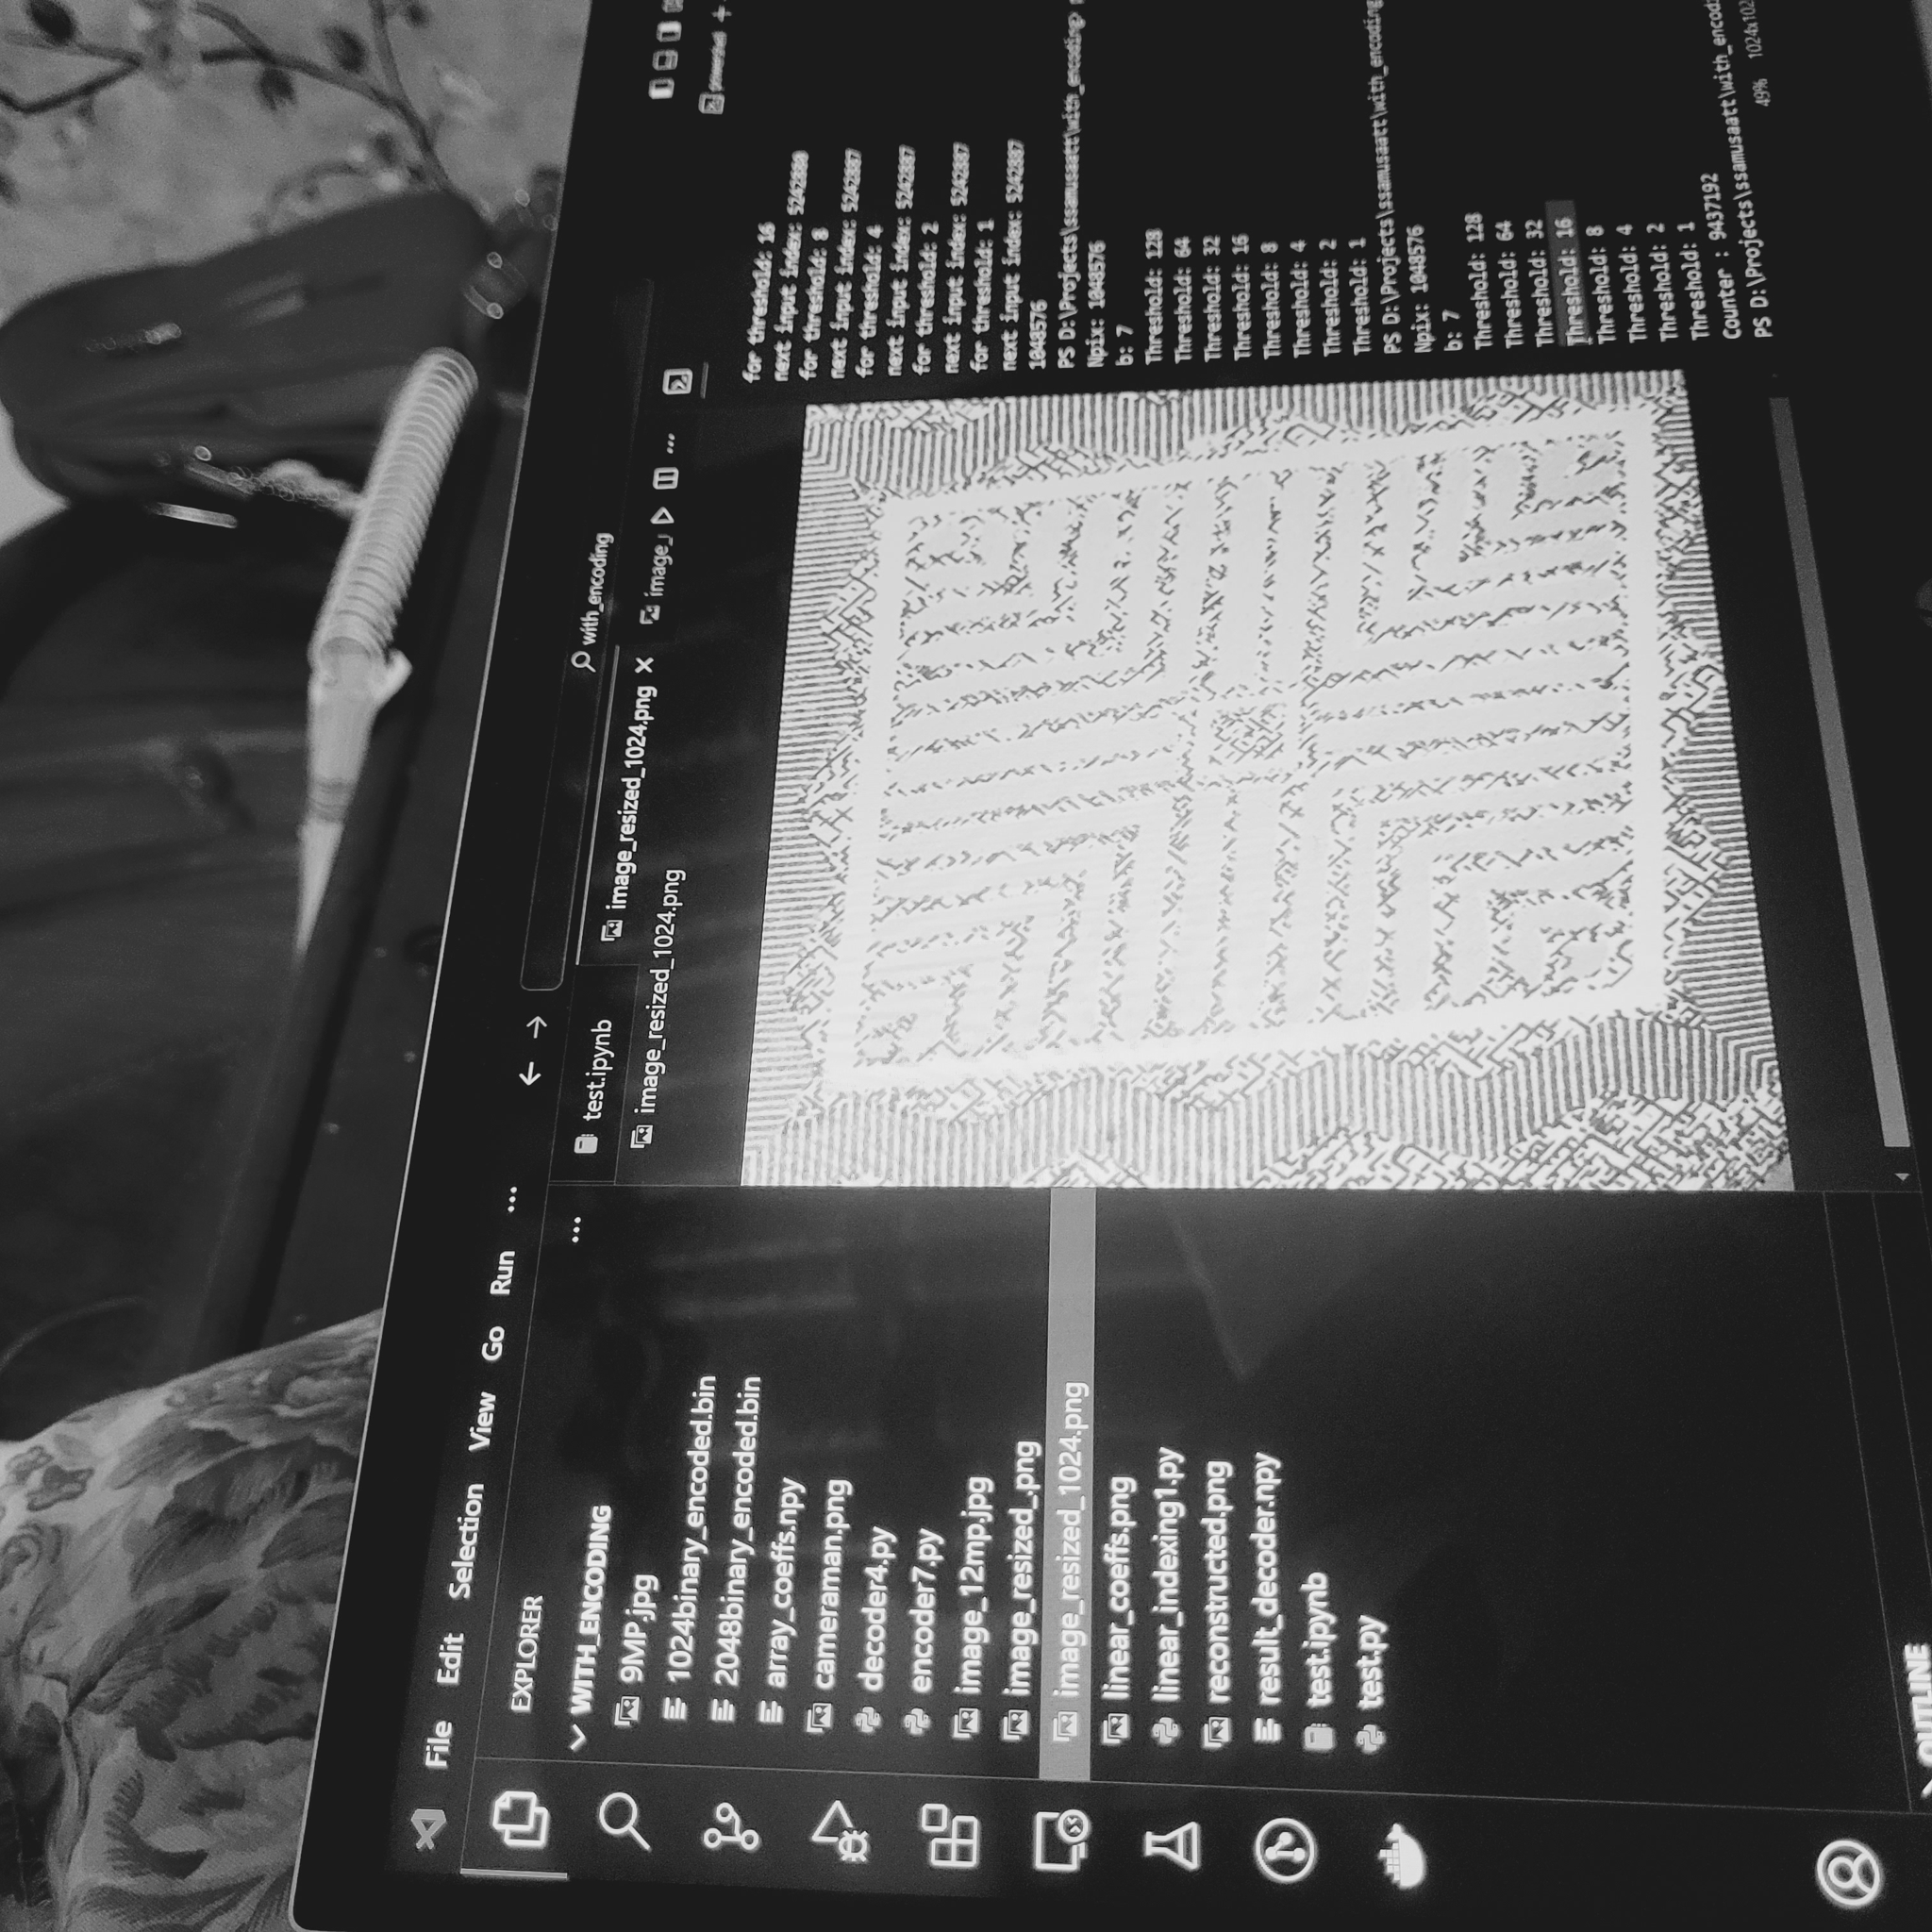 File Edit Selection View Go Run ...
with_encoding
EXPLORER ...
WITH_ENCODING
9MP.jpg
1024binary_encoded.bin
2048binary_encoded.bin
array_coeffs.npy
cameraman.png
decoder4.py
encoder7.py
image_12mp.jpg
image_resized_.png
image_resized_1024.png
linear_coeffs.png
linear_indexing1.py
reconstructed.png
result_decoder.npy
test.ipynb
test.py
OUTLINE
test.ipynb
image_resized_1024.png
image_
...
image_resized_1024.png
for threshold: 16
next input index: 5242880
for threshold: 8
next input index: 5242887
for threshold: 4
next input index: 5242887
for threshold: 2
next input index: 5242887
for threshold: 1
next input index: 5242887
1048576
PS D:\Projects\ssamusaatt\with_encoding>
Npix: 1048576
b: 7
Threshold: 128
Threshold: 64
Threshold: 32
Threshold: 16
Threshold: 8
Threshold: 4
Threshold: 2
Threshold: 1
PS D:\Projects\ssamusaatt\with_encoding
Npix: 1048576
b: 7
Threshold: 128
Threshold: 64
Threshold: 32
Threshold: 16
Threshold: 8
Threshold: 4
Threshold: 2
Threshold: 1
Counter : 9437192
PS D:\Projects\ssamusaatt\with_encod
49% 1024x102